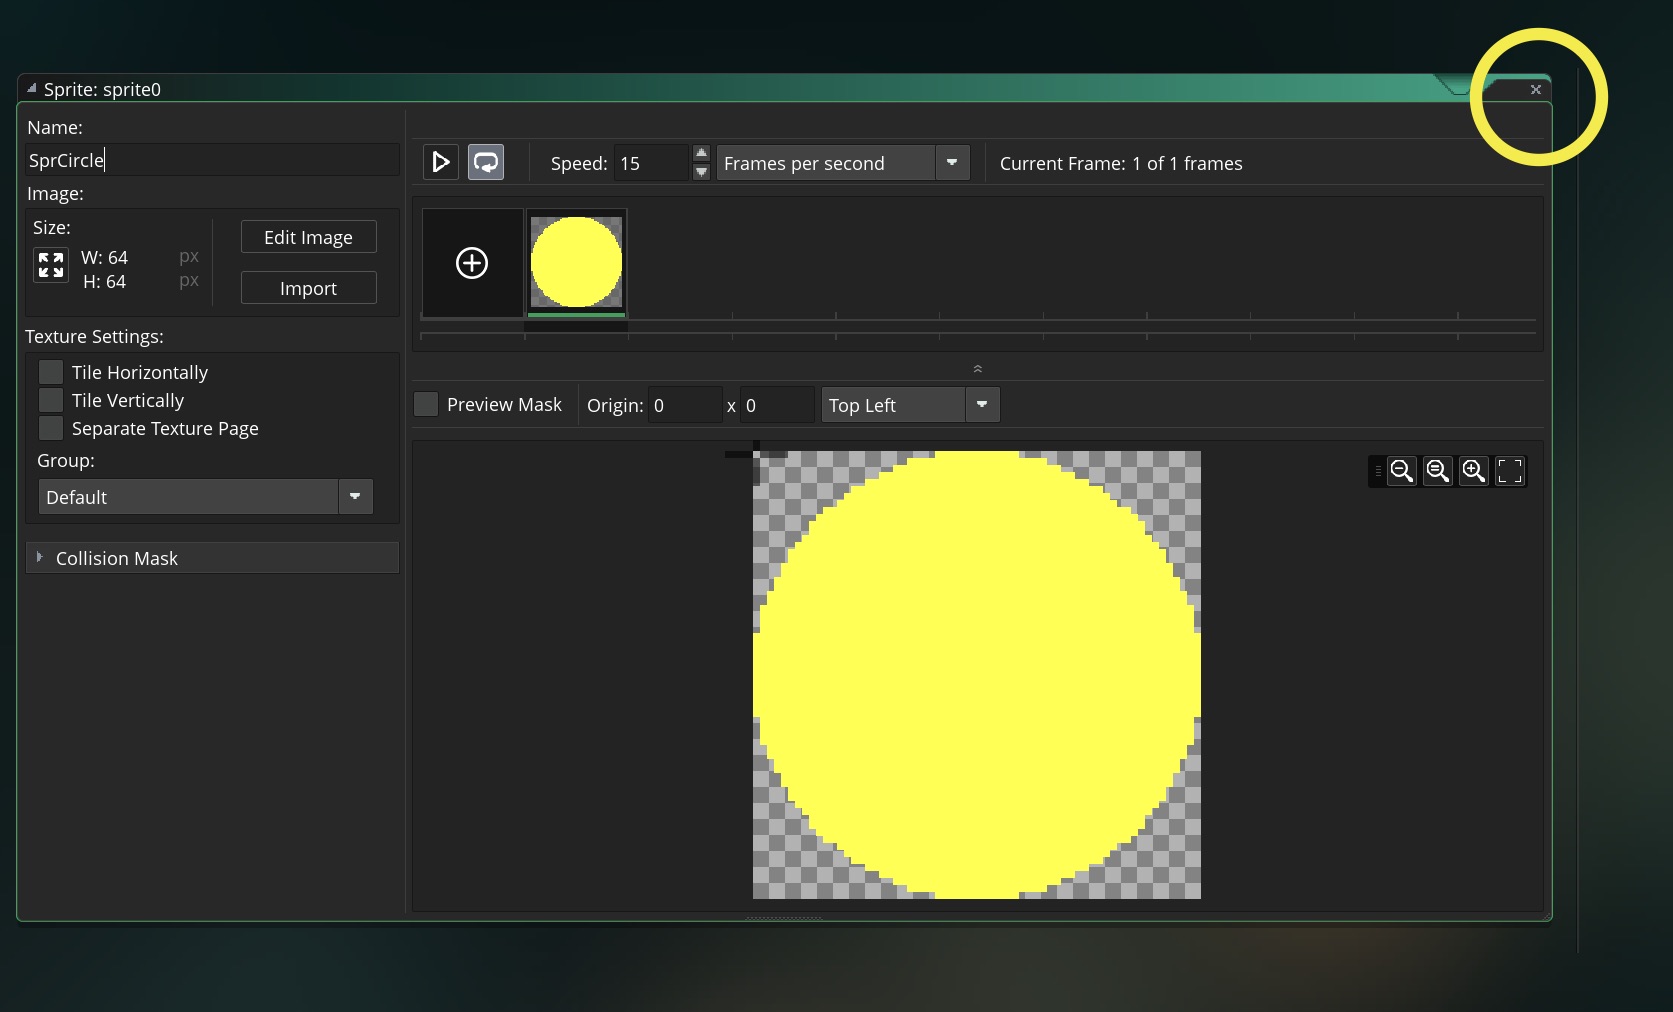 Sprite: sprite0
Name:
SprCircle
Image:
Size:
W: 64 px
H: 64 px
Edit Image
Import
Texture Settings:
Tile Horizontally
Tile Vertically
Separate Texture Page
Group:
Default
Collision Mask
Speed: 15 Frames per second Current Frame: 1 of 1 frames
Preview Mask Origin: 0 x 0 Top Left